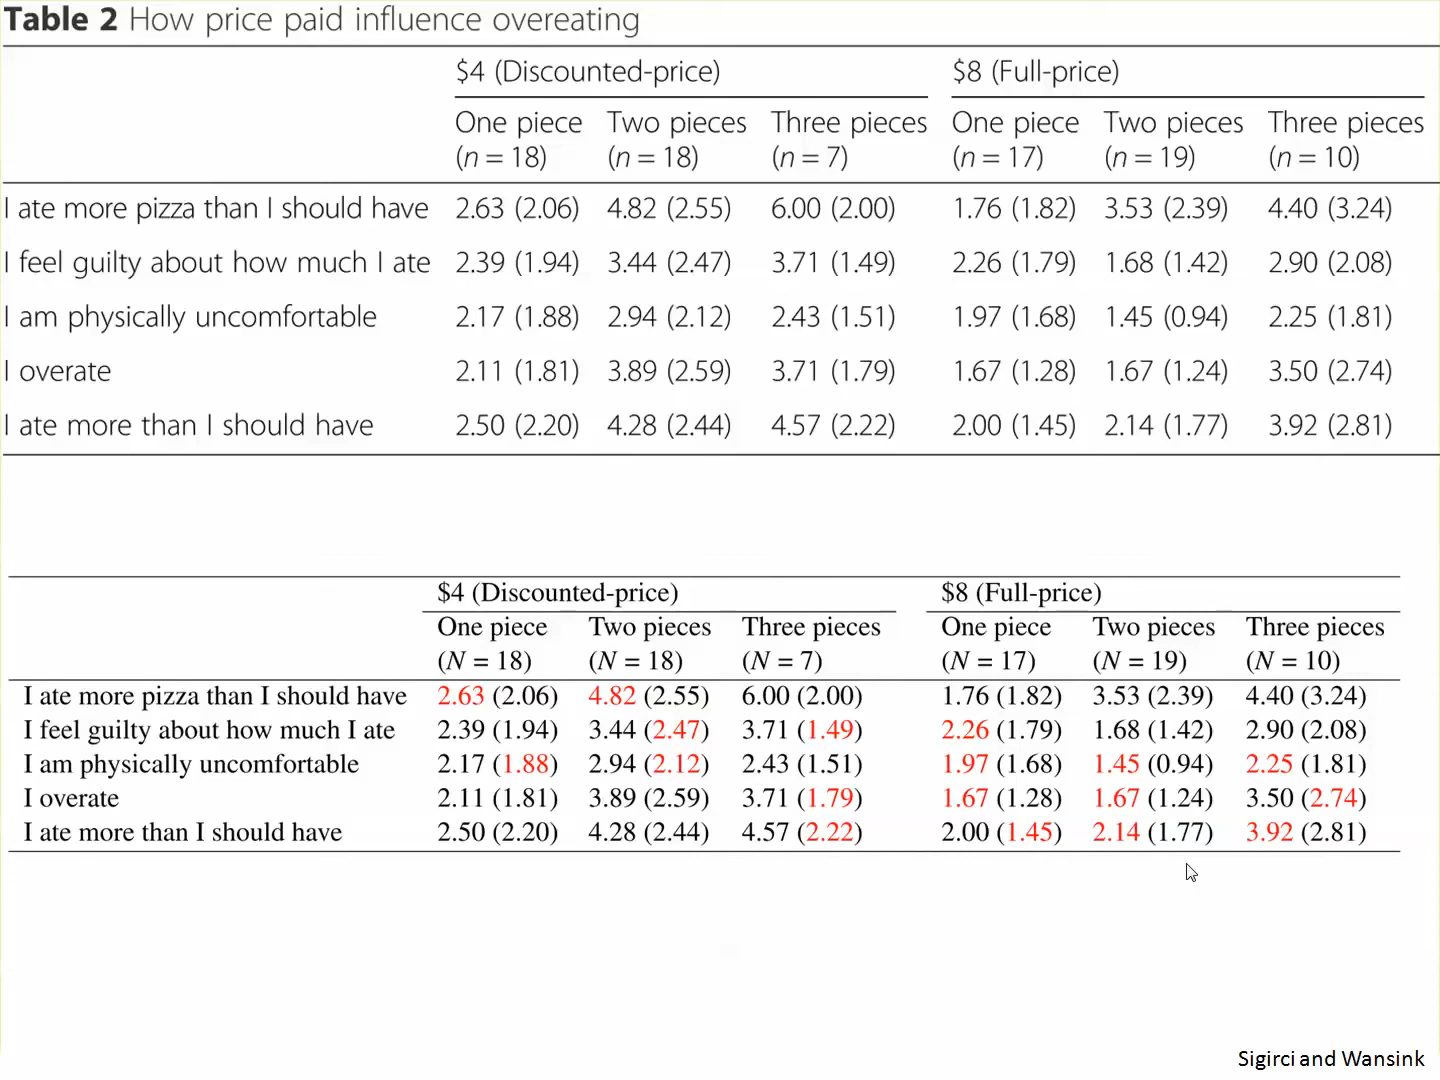 Table 2 How price paid influence overeating
$4 (Discounted-price) $8 (Full-price)
One piece Two pieces Three pieces One piece Two pieces Three pieces
(n = 18) (n = 18) (n = 7) (n = 17) (n = 19) (n = 10)
I ate more pizza than I should have 2.63 (2.06) 4.82 (2.55) 6.00 (2.00) 1.76 (1.82) 3.53 (2.39) 4.40 (3.24)
I feel guilty about how much I ate 2.39 (1.94) 3.44 (2.47) 3.71 (1.49) 2.26 (1.79) 1.68 (1.42) 2.90 (2.08)
I am physically uncomfortable 2.17 (1.88) 2.94 (2.12) 2.43 (1.51) 1.97 (1.68) 1.45 (0.94) 2.25 (1.81)
I overate 2.11 (1.81) 3.89 (2.59) 3.71 (1.79) 1.67 (1.28) 1.67 (1.24) 3.50 (2.74)
I ate more than I should have 2.50 (2.20) 4.28 (2.44) 4.57 (2.22) 2.00 (1.45) 2.14 (1.77) 3.92 (2.81)
$4 (Discounted-price) $8 (Full-price)
One piece Two pieces Three pieces One piece Two pieces Three pieces
(N = 18) (N = 18) (N = 7) (N = 17) (N = 19) (N = 10)
I ate more pizza than I should have 2.63 (2.06) 4.82 (2.55) 6.00 (2.00) 1.76 (1.82) 3.53 (2.39) 4.40 (3.24)
I feel guilty about how much I ate 2.39 (1.94) 3.44 (2.47) 3.71 (1.49) 2.26 (1.79) 1.68 (1.42) 2.90 (2.08)
I am physically uncomfortable 2.17 (1.88) 2.94 (2.12) 2.43 (1.51) 1.97 (1.68) 1.45 (0.94) 2.25 (1.81)
I overate 2.11 (1.81) 3.89 (2.59) 3.71 (1.79) 1.67 (1.28) 1.67 (1.24) 3.50 (2.74)
I ate more than I should have 2.50 (2.20) 4.28 (2.44) 4.57 (2.22) 2.00 (1.45) 2.14 (1.77) 3.92 (2.81)
Sigirci and Wansink